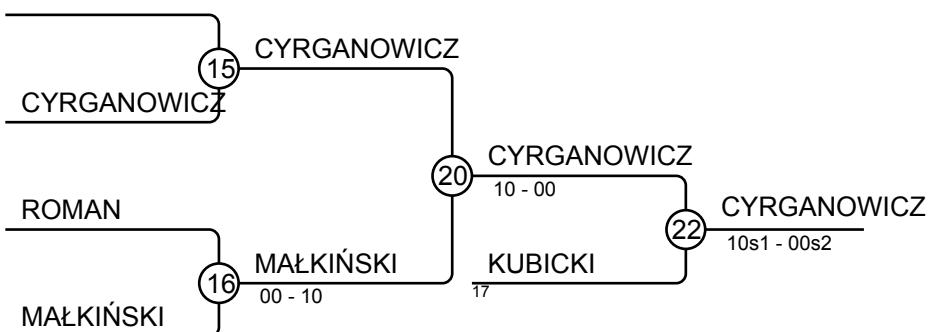 CYRGANOWICZ
15
CYRGANOWICZ
CYRGANOWICZ
20
10 - 00
CYRGANOWICZ
ROMAN
22
10s1 - 00s2
MAŁKIŃSKI
KUBICKI
16
00 - 10
17
MAŁKIŃSKI